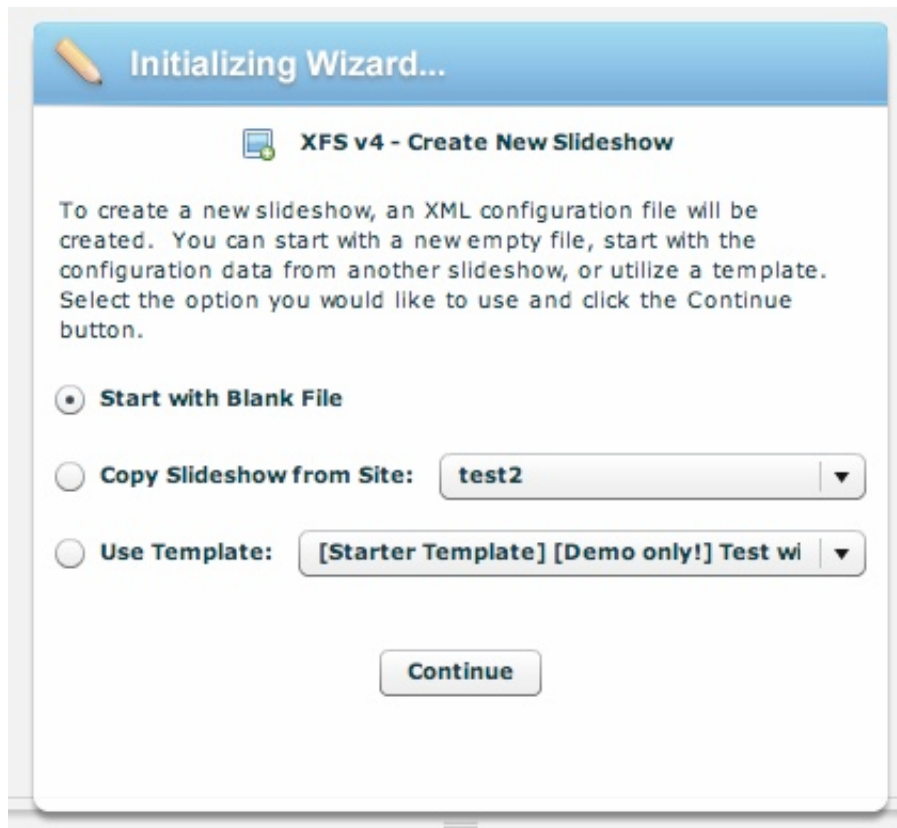 Initializing Wizard...
XFS v4 - Create New Slideshow
To create a new slideshow, an XML configuration file will be
created.  You can start with a new empty file, start with the
configuration data from another slideshow, or utilize a template.
Select the option you would like to use and click the Continue
button.
Start with Blank File
Copy Slideshow from Site: test2
Use Template: [Starter Template] [Demo only!] Test wi
Continue